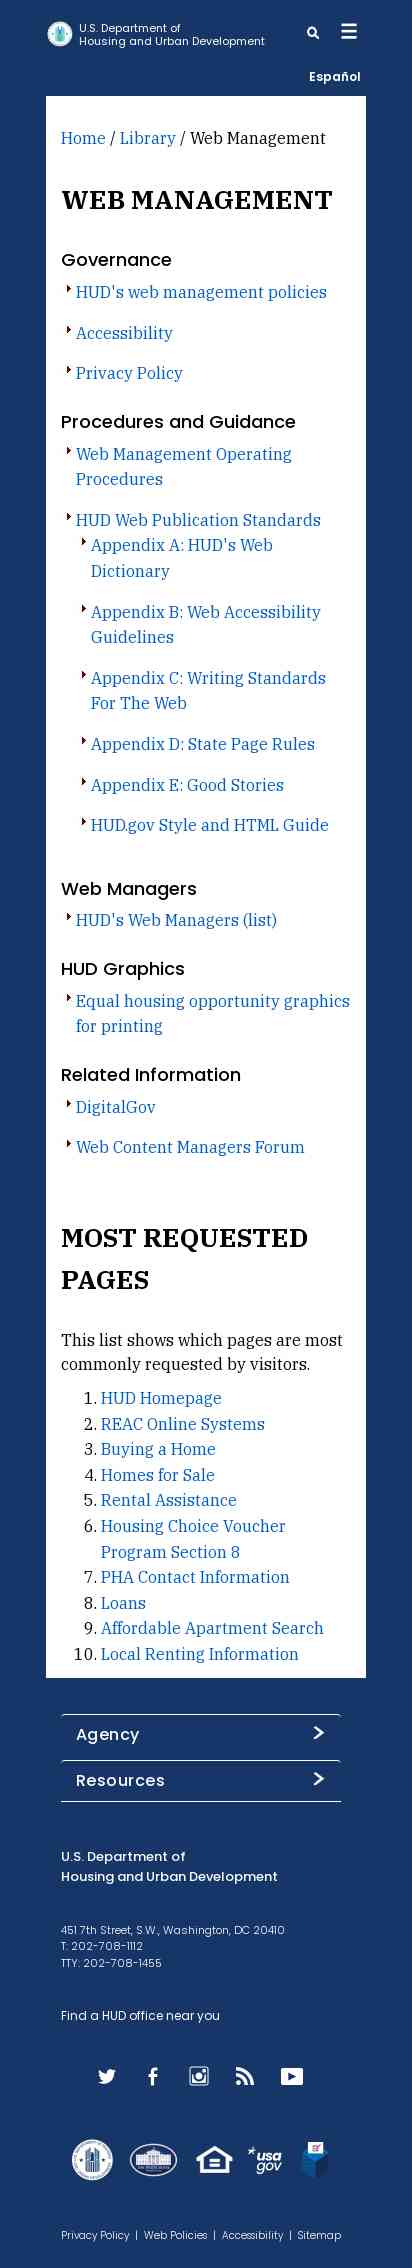 U.S. Department of
Housing and Urban Development
Español
Home / Library / Web Management
WEB MANAGEMENT
Governance
HUD's web management policies
Accessibility
Privacy Policy
Procedures and Guidance
Web Management Operating
Procedures
HUD Web Publication Standards
Appendix A: HUD's Web
Dictionary
Appendix B: Web Accessibility
Guidelines
Appendix C: Writing Standards
For The Web
Appendix D: State Page Rules
Appendix E: Good Stories
HUD.gov Style and HTML Guide
Web Managers
HUD's Web Managers (list)
HUD Graphics
Equal housing opportunity graphics
for printing
Related Information
DigitalGov
Web Content Managers Forum
MOST REQUESTED
PAGES
This list shows which pages are most
commonly requested by visitors.
1. HUD Homepage
2. REAC Online Systems
3. Buying a Home
4. Homes for Sale
5. Rental Assistance
6. Housing Choice Voucher
Program Section 8
7. PHA Contact Information
8. Loans
9. Affordable Apartment Search
10. Local Renting Information
Agency
Resources
U.S. Department of
Housing and Urban Development
451 7th Street, S.W., Washington, DC 20410
T: 202-708-1112
TTY: 202-708-1455
Find a HUD office near you
usa
gov
Privacy Policy | Web Policies | Accessibility | Sitemap